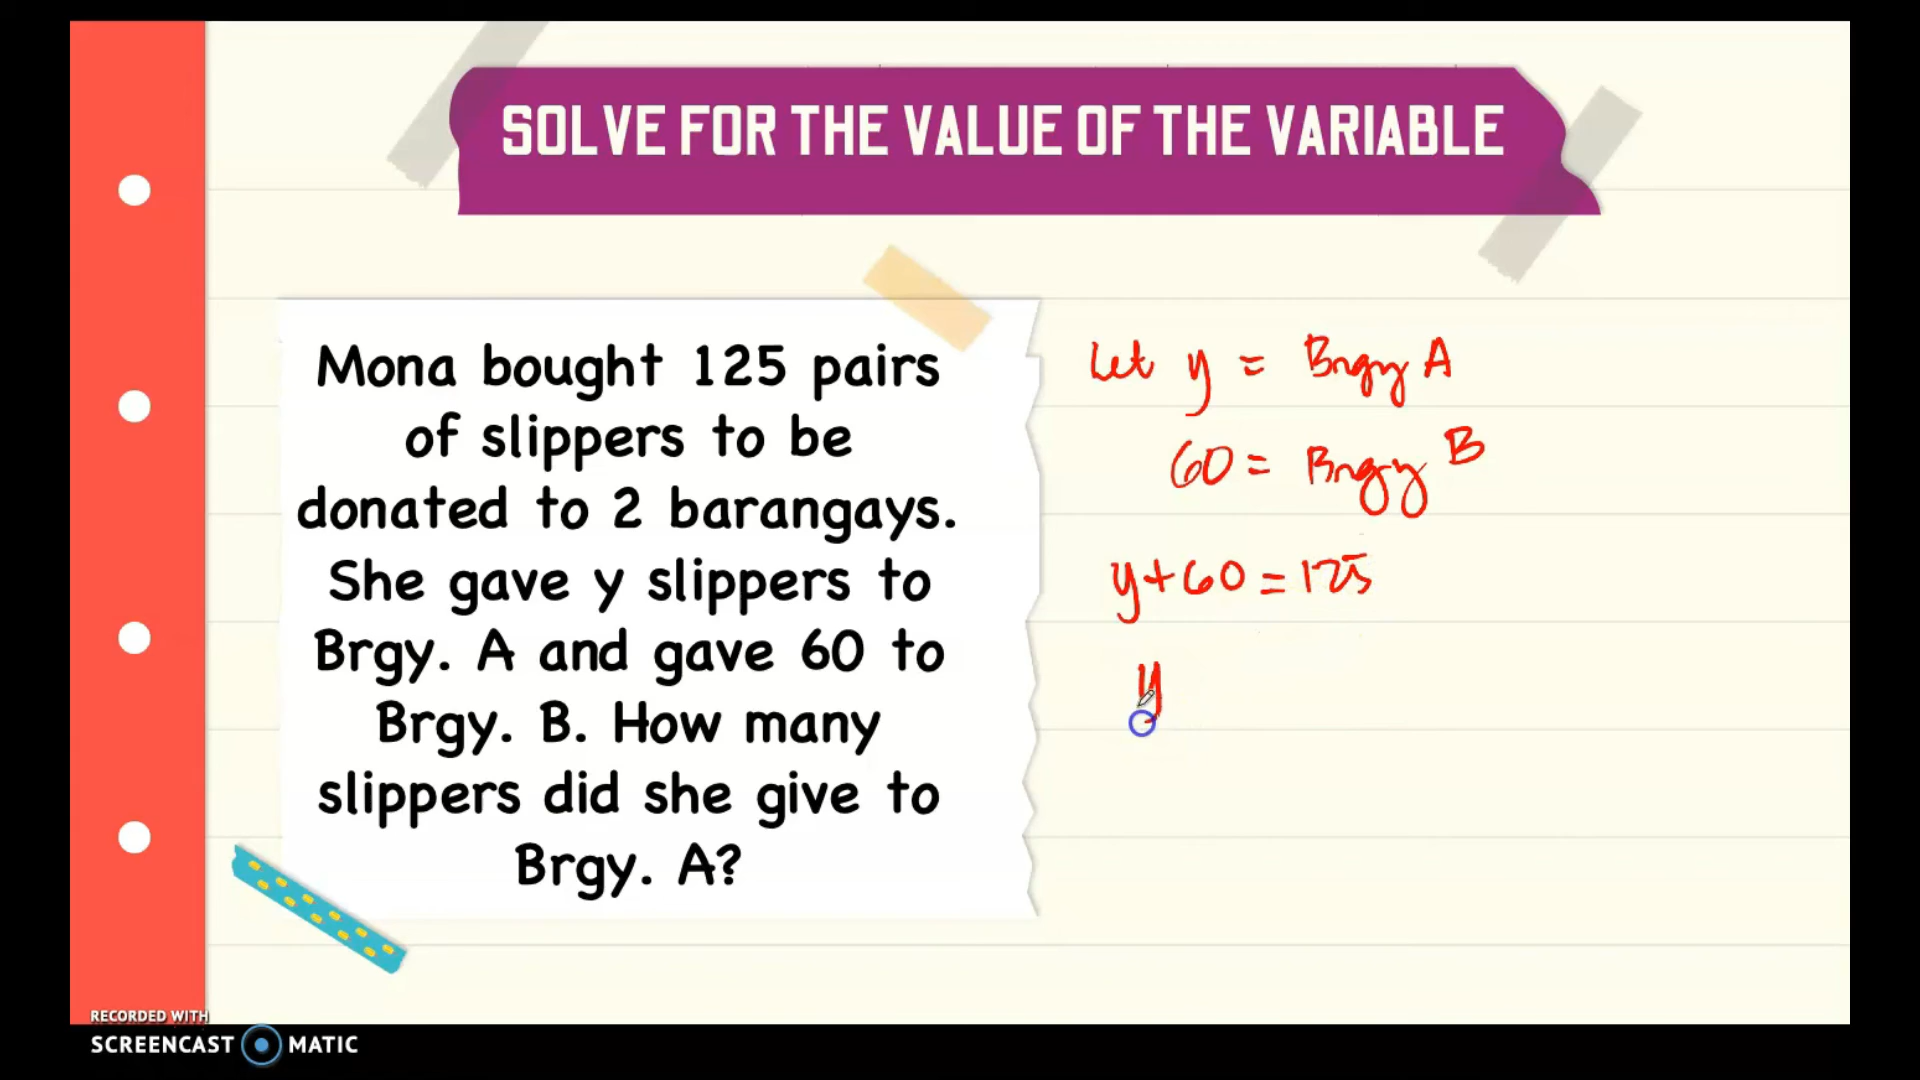 SOLVE FOR THE VALUE OF THE VARIABLE
Mona bought 125 pairs
of slippers to be
donated to 2 barangays.
She gave y slippers to
Brgy. A and gave 60 to
Brgy. B. How many
slippers did she give to
Brgy. A?
Let y = Brgy A
60 = Brgy B
y+60=125
y
RECORDED WITH
SCREENCAST MATIC